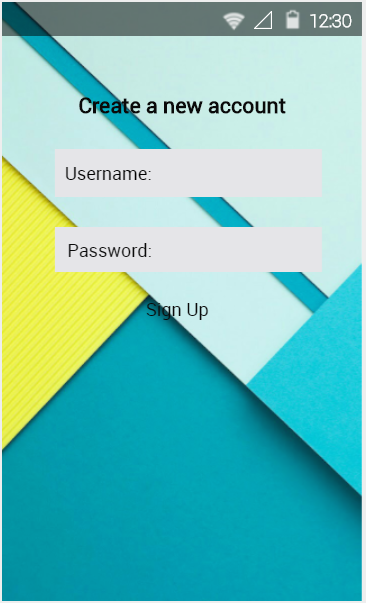 12:30
Create a new account
Username:
Password:
Sign Up